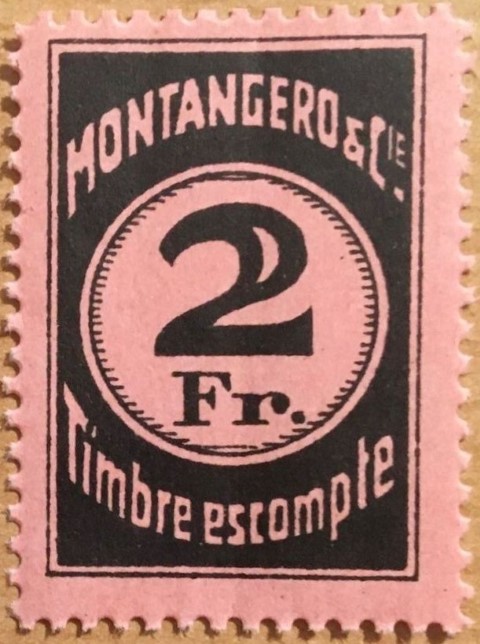 MONTANGERO & CIE.
2
Fr.
Timbre escompte